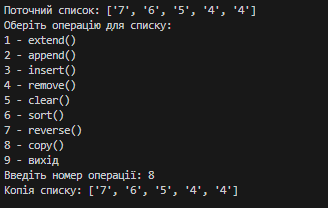 Поточний список: ['7', '6', '5', '4', '4']
Оберіть операцію для списку:
1 - extend()
2 - append()
3 - insert()
4 - remove()
5 - clear()
6 - sort()
7 - reverse()
8 - copy()
9 - вихід
Введіть номер операції: 8
Копія списку: ['7', '6', '5', '4', '4']